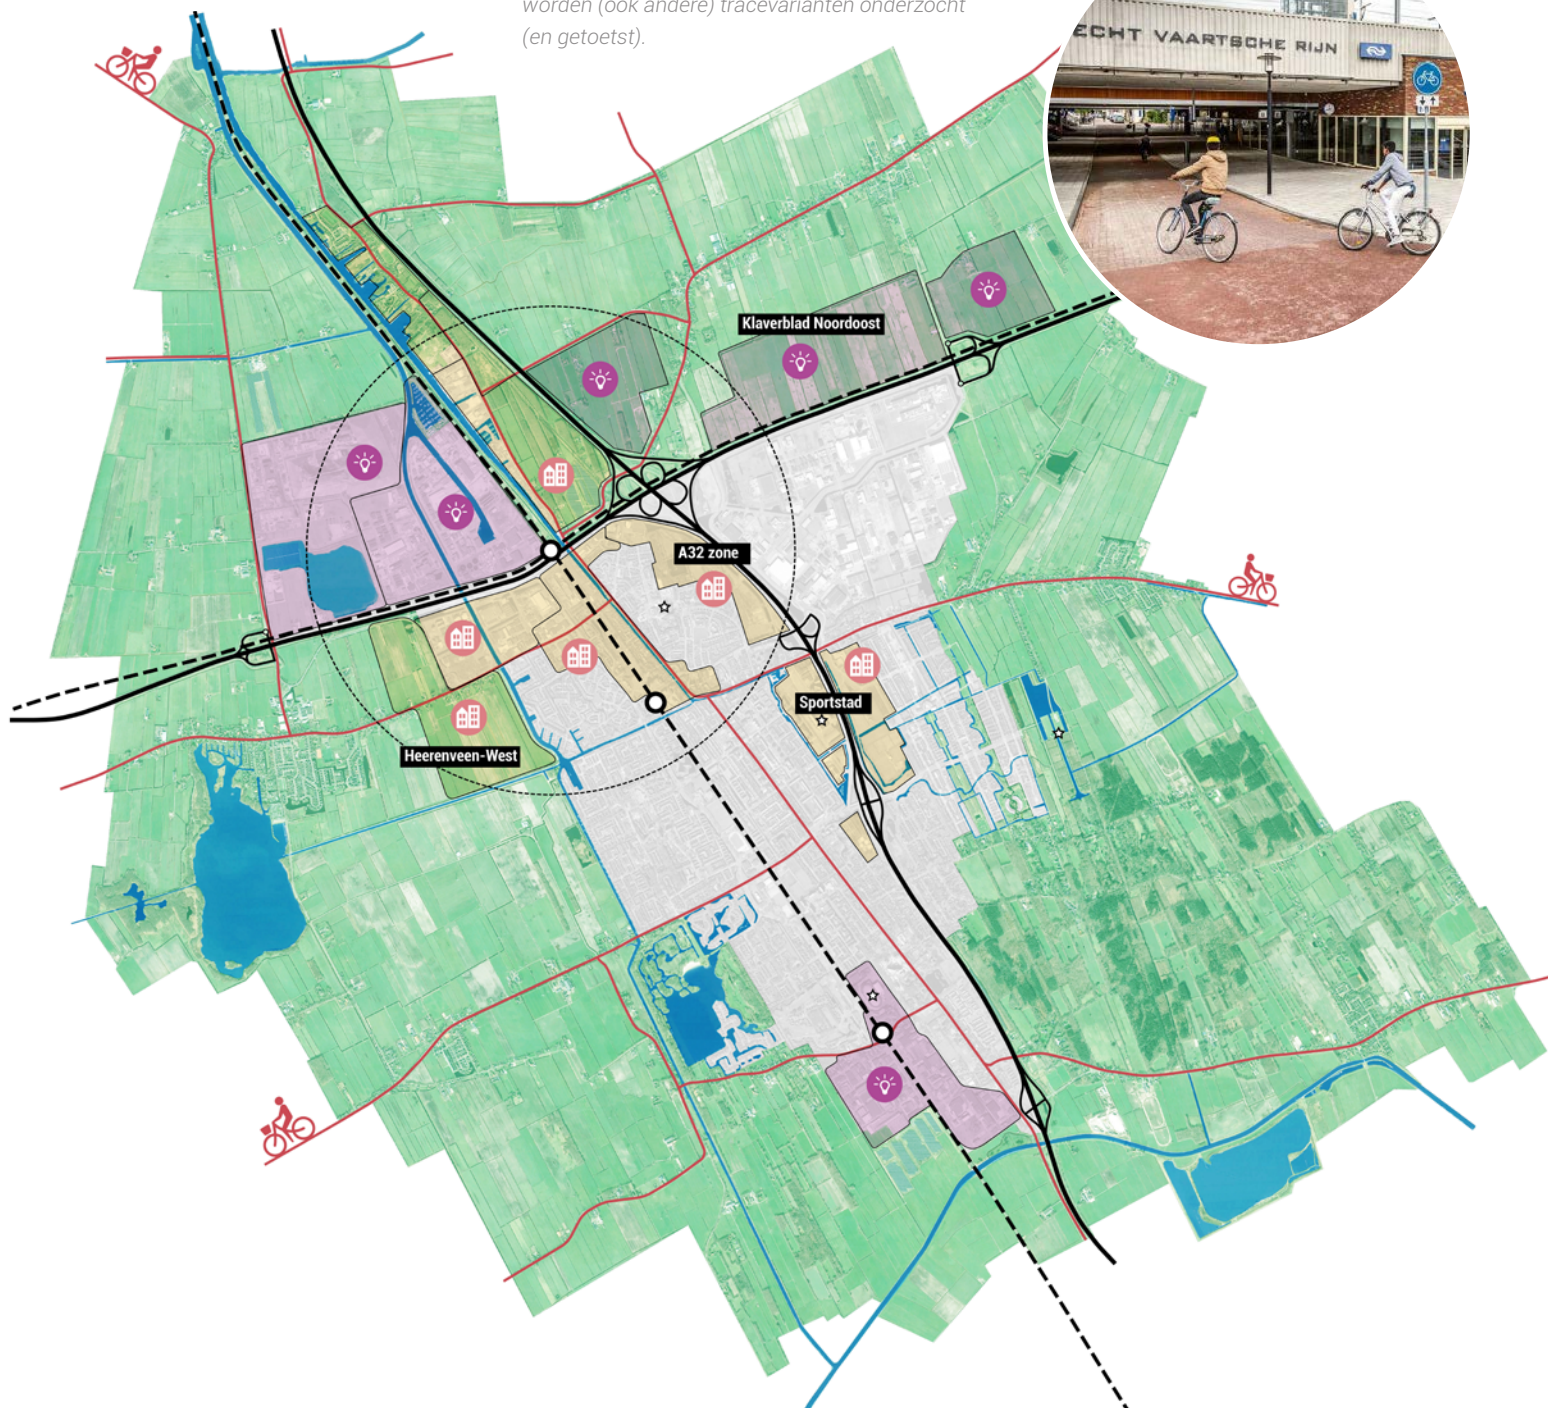 worden (ook andere) tracévarianten onderzocht
(en getoetst).
ECHT VAARTSCHE RIJN
Klaverblad Noordoost
A32 zone
Sportstad
Heerenveen-West